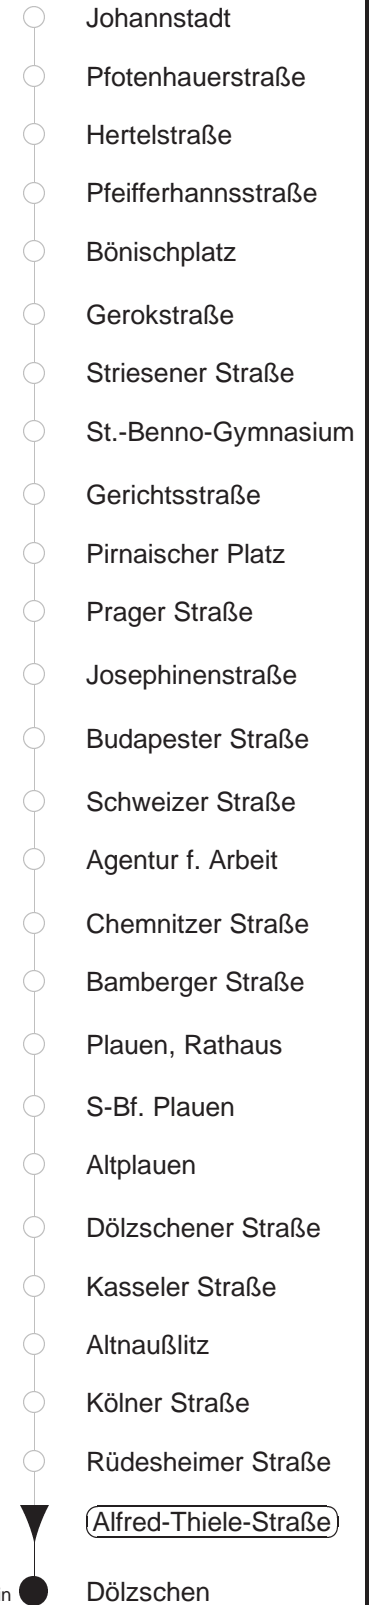 Johannstadt
Pfotenhauerstraße
Hertelstraße
Pfeifferhannsstraße
Bönischplatz
Gerokstraße
Striesener Straße
St.-Benno-Gymnasium
Gerichtsstraße
Pirnaischer Platz
Prager Straße
Josephinenstraße
Budapester Straße
Schweizer Straße
Agentur f. Arbeit
Chemnitzer Straße
Bamberger Straße
Plauen, Rathaus
S-Bf. Plauen
Altplauen
Dölzschener Straße
Kasseler Straße
Altnaußlitz
Kölner Straße
Rüdesheimer Straße
Alfred-Thiele-Straße
Dölzschen